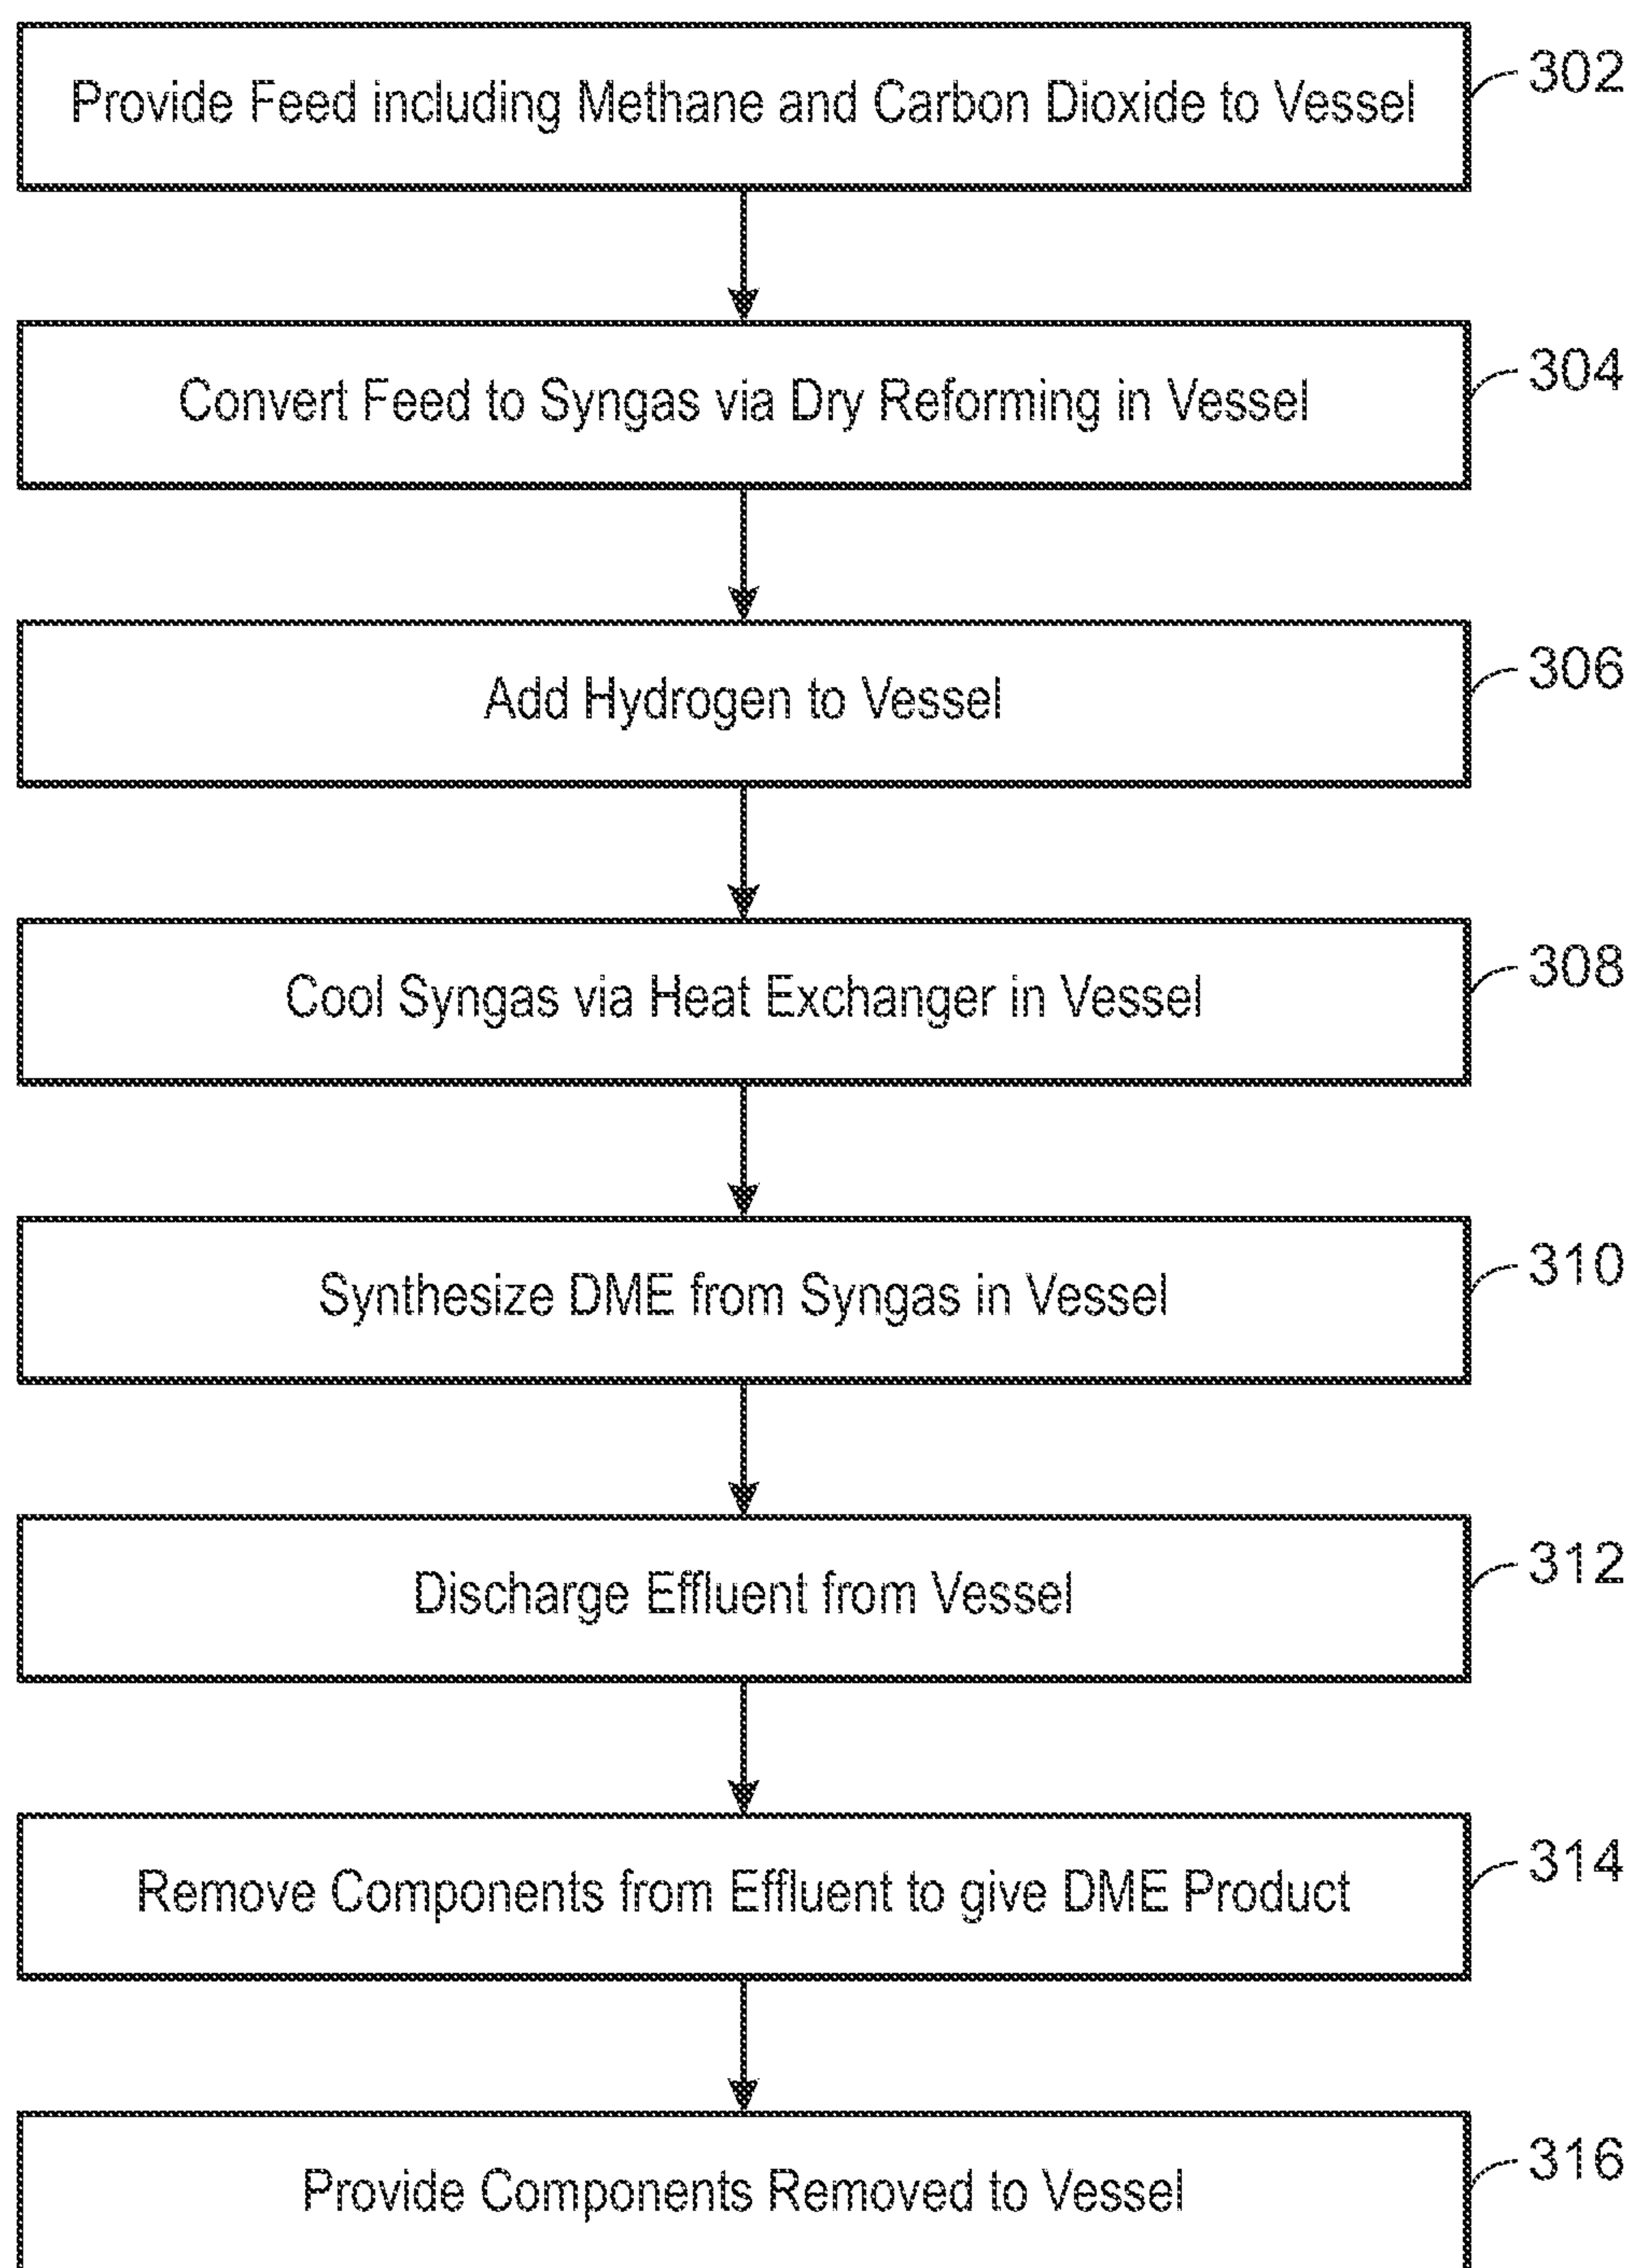 Provide Feed including Methane and Carbon Dioxide to Vessel
302
Convert Feed to Syngas via Dry Reforming in Vessel
304
Add Hydrogen to Vessel
306
Cool Syngas via Heat Exchanger in Vessel
308
Synthesize DME from Syngas in Vessel
310
Discharge Effluent from Vessel
312
Remove Components from Effluent to give DME Product
314
Provide Components Removed to Vessel
316